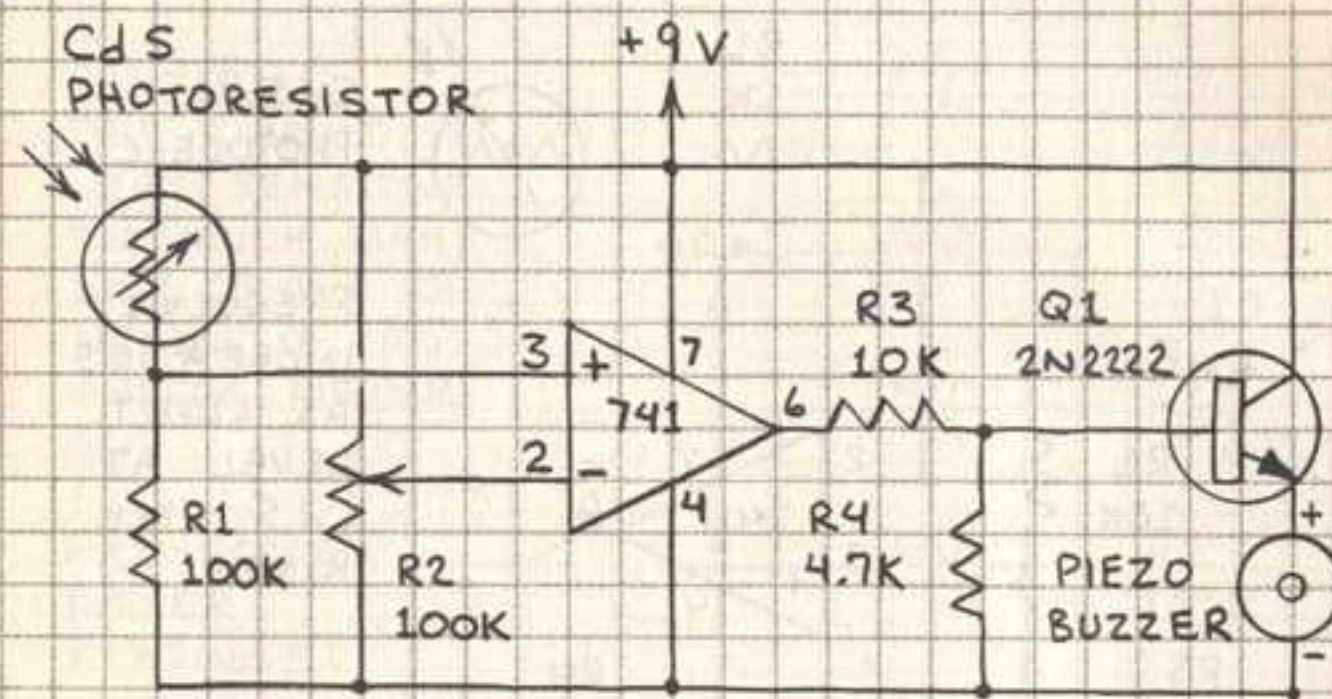 CdS
PHOTORESISTOR
+9V
3
+
7
741
2
-
4
6
R3
10K
Q1
2N2222
R1
100K
R2
100K
R4
4.7K
+
PIEZO
BUZZER
-